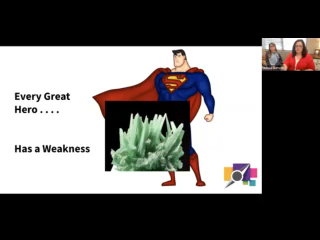 Every Great
Hero . . . .
Has a Weakness